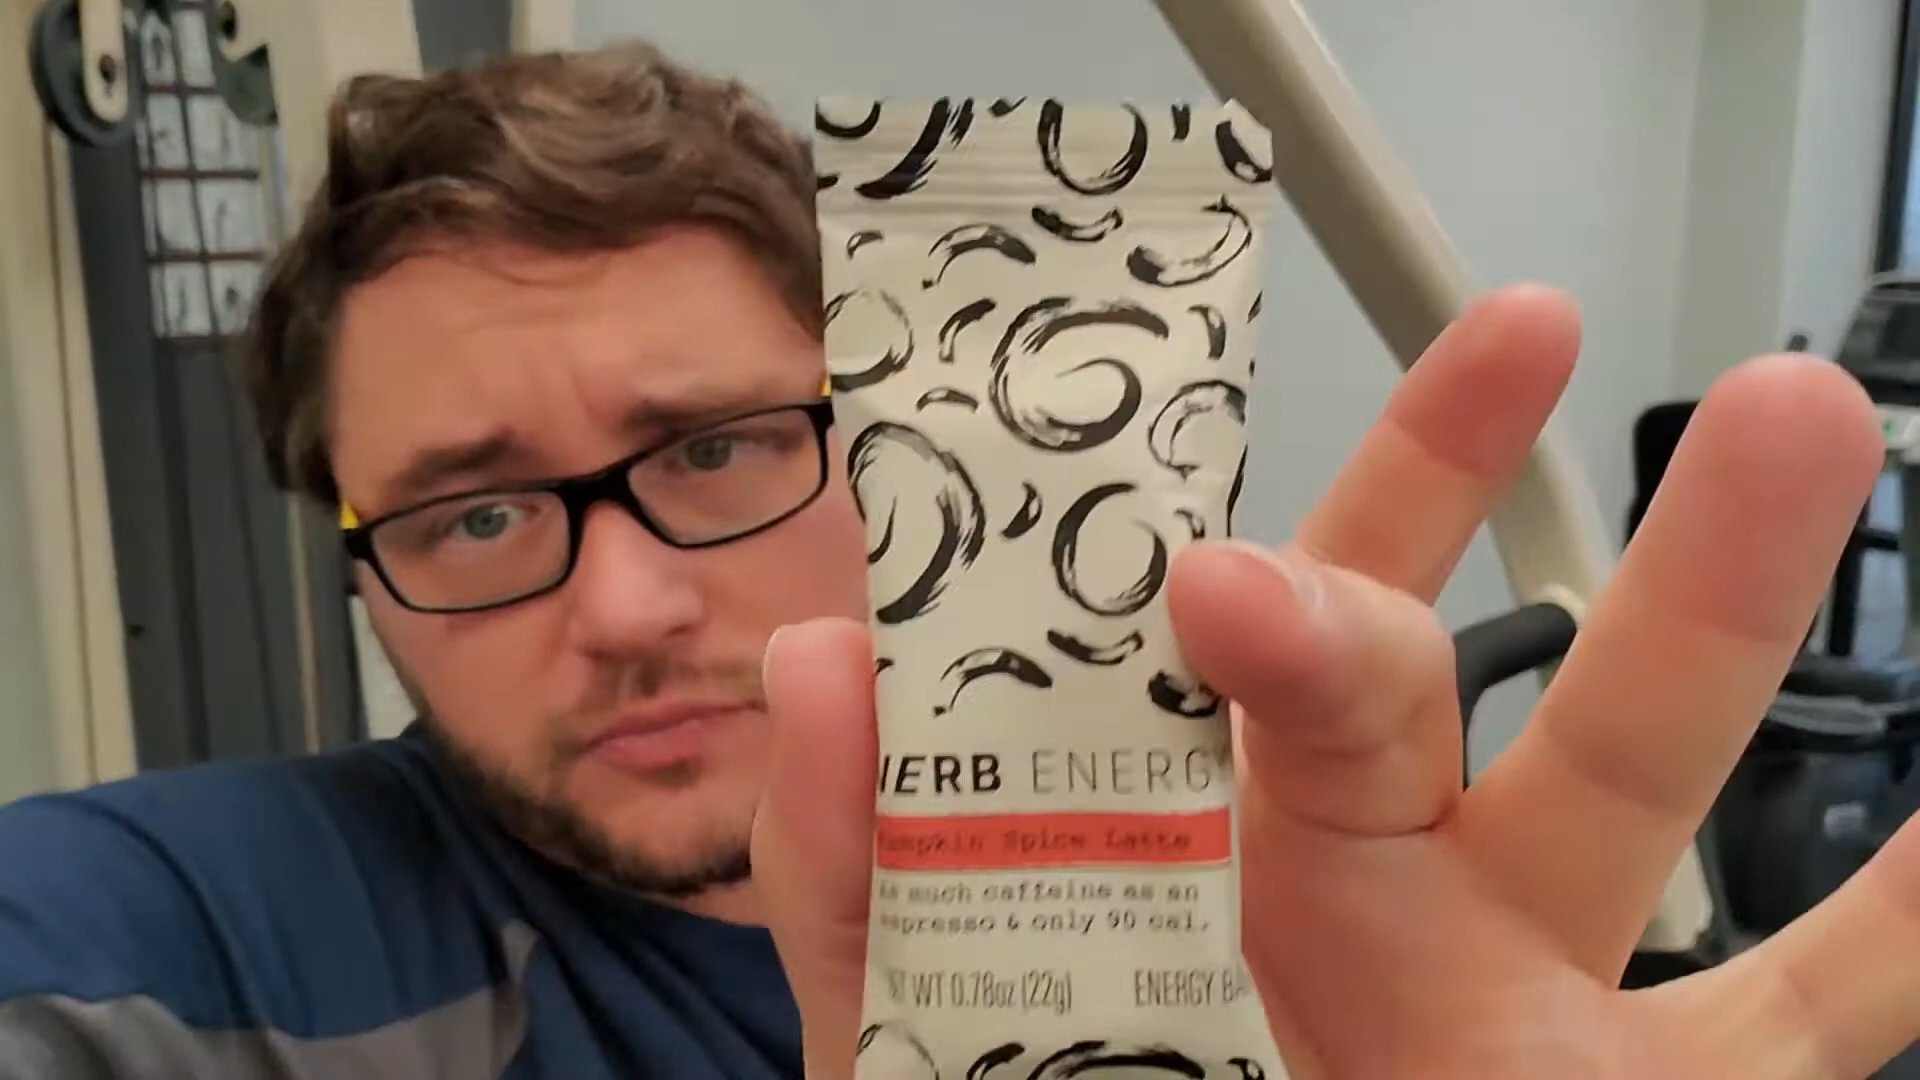 ERB ENERGY
Pumpkin Spice Latte
As much caffeine as an
espresso & only 90 cal.
NET WT 0.78oz (22g) ENERGY BA